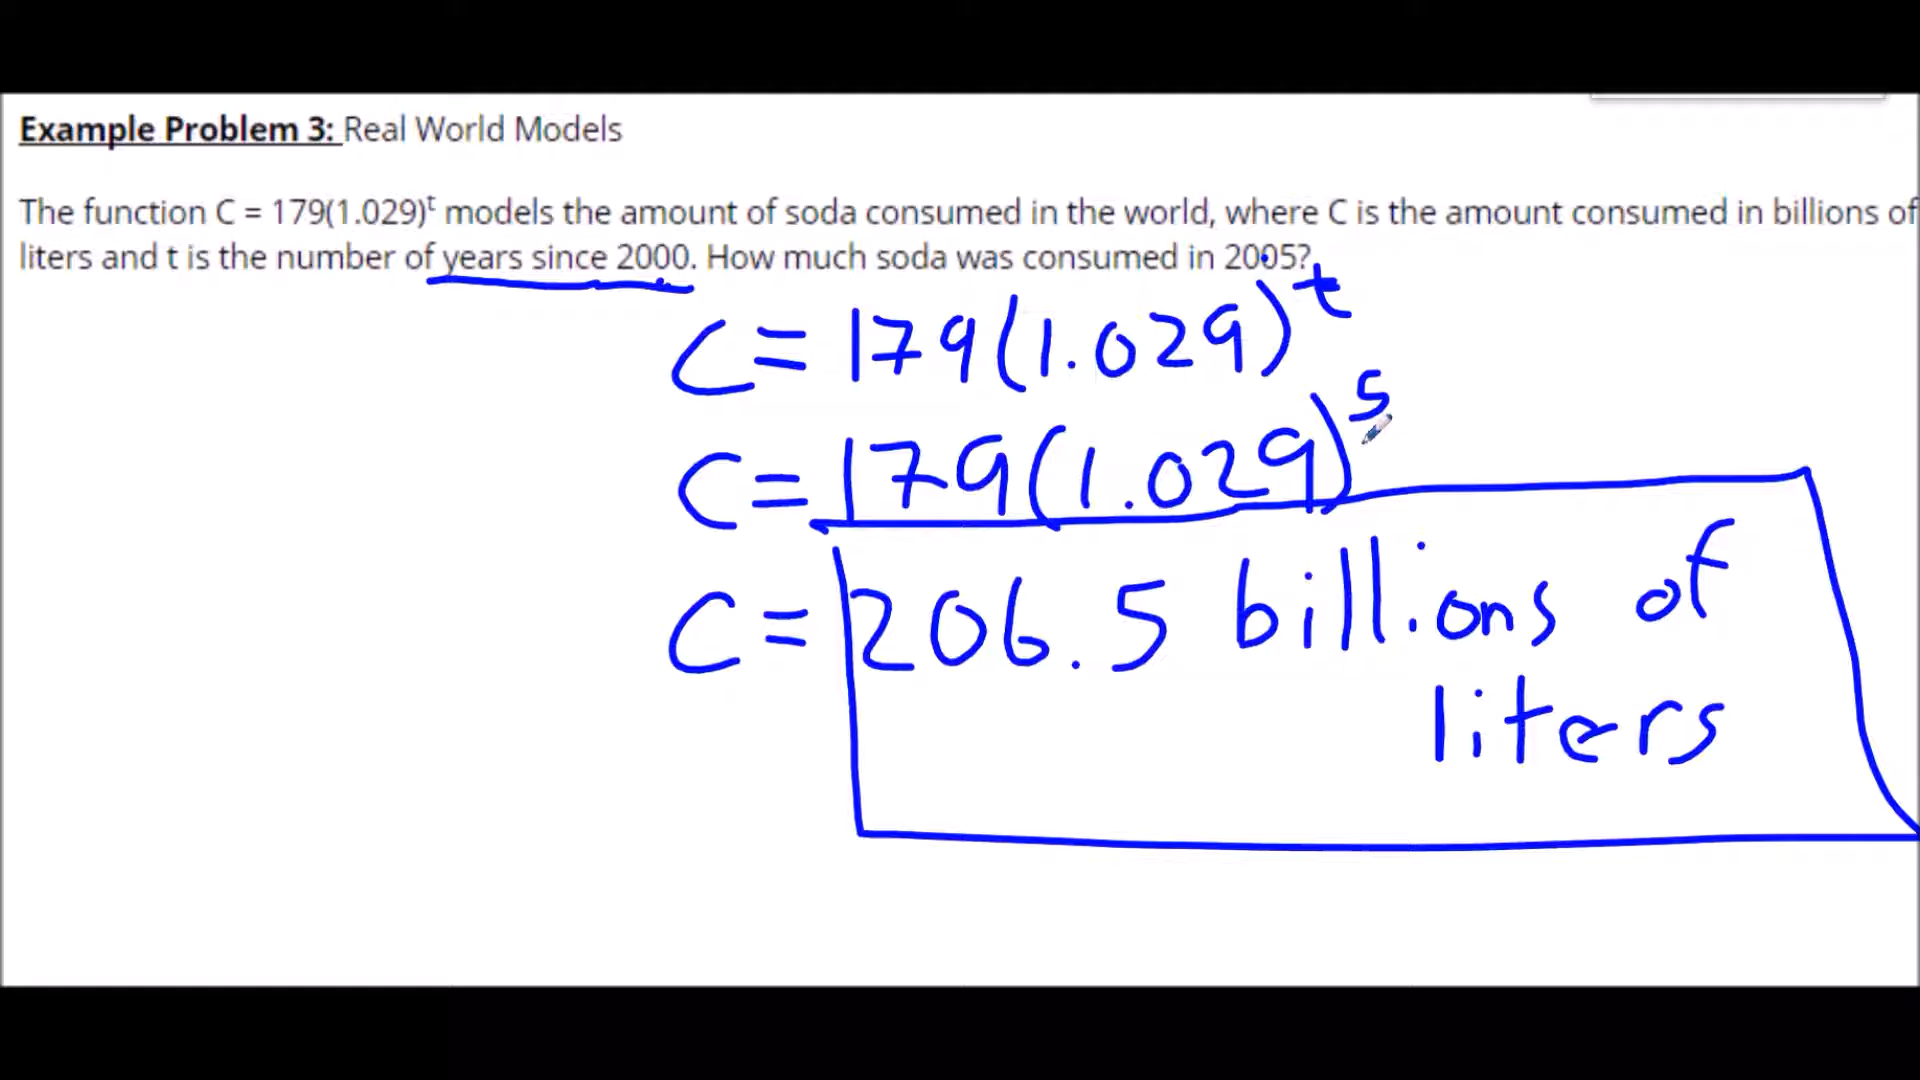 Example Problem 3: Real World Models
The function C = 179(1.029)^t models the amount of soda consumed in the world, where C is the amount consumed in billions of
liters and t is the number of years since 2000. How much soda was consumed in 2005?
C = 179(1.029)^t
C = 179(1.029)^5
C = 206.5 billions of
liters